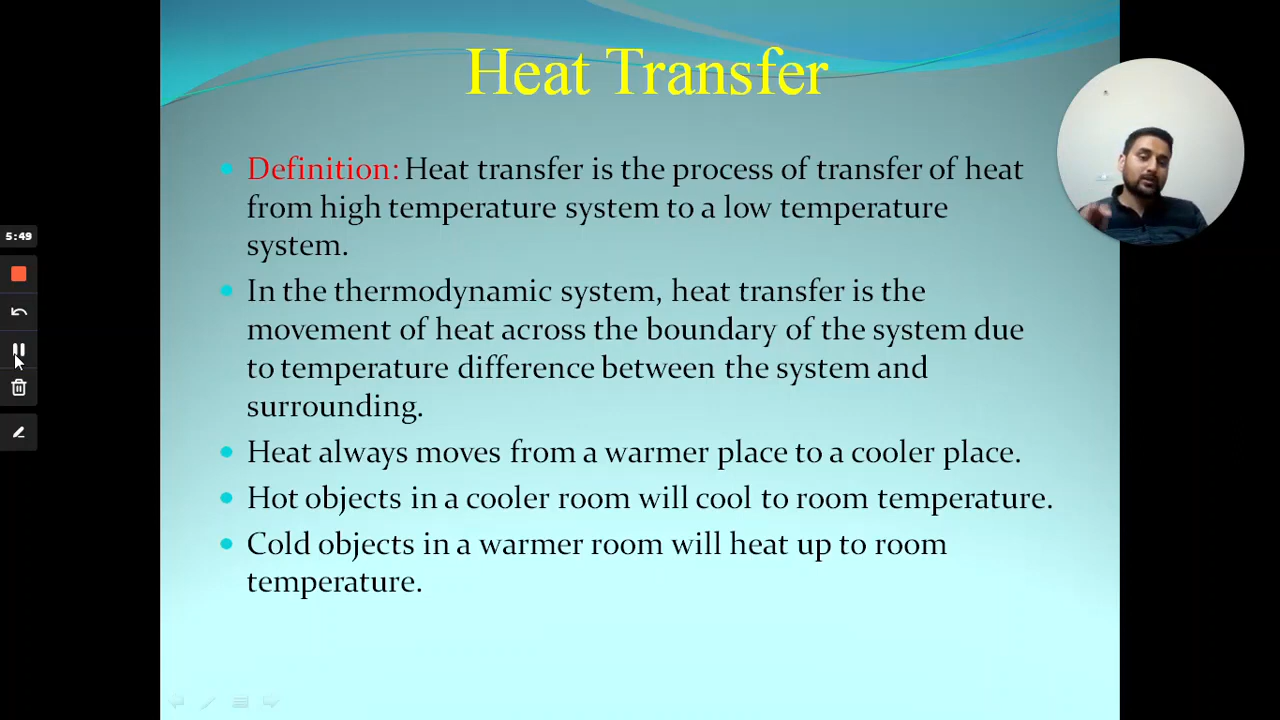 Heat Transfer
Definition: Heat transfer is the process of transfer of heat
from high temperature system to a low temperature
system.
In the thermodynamic system, heat transfer is the
movement of heat across the boundary of the system due
to temperature difference between the system and
surrounding.
Heat always moves from a warmer place to a cooler place.
Hot objects in a cooler room will cool to room temperature.
Cold objects in a warmer room will heat up to room
temperature.
5:49